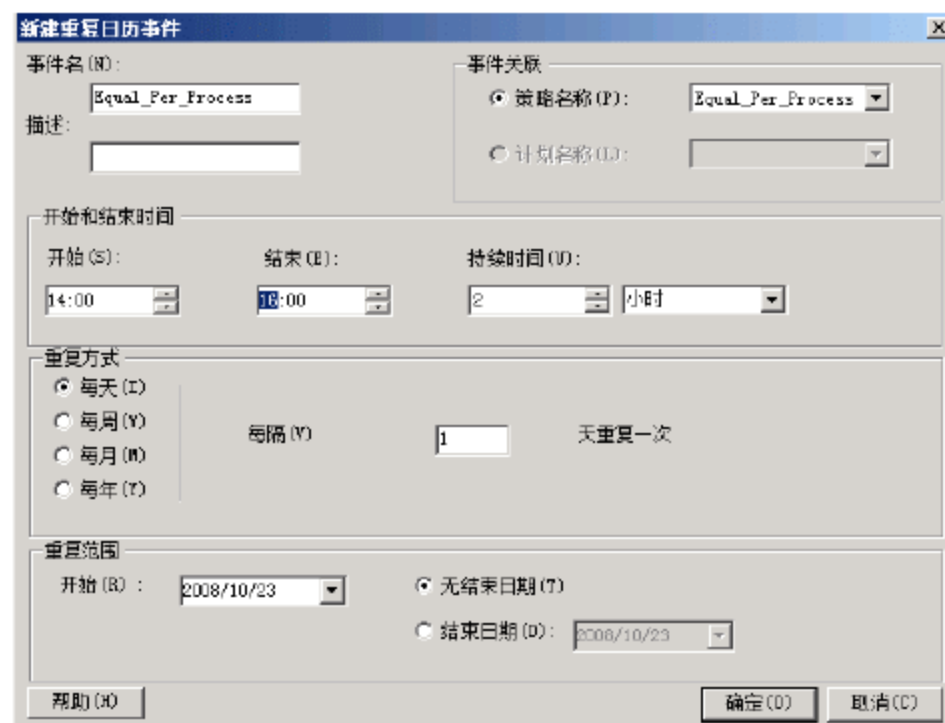 新建重复日历事件
事件名(N):
Equal_Per_Process
描述:
事件关联
策略名称(P): Equal_Per_Process
计划名称(L):
开始和结束时间
开始(S): 结束(E): 持续时间(U):
14:00 16:00 2 小时
重复方式
每天(I)
每周(W)
每月(M)
每年(Y)
每隔(V) 1 天重复一次
重复范围
开始(R) : 2008/10/23
无结束日期(T)
结束日期(D): 2008/10/23
帮助(H) 确定(O) 取消(C)